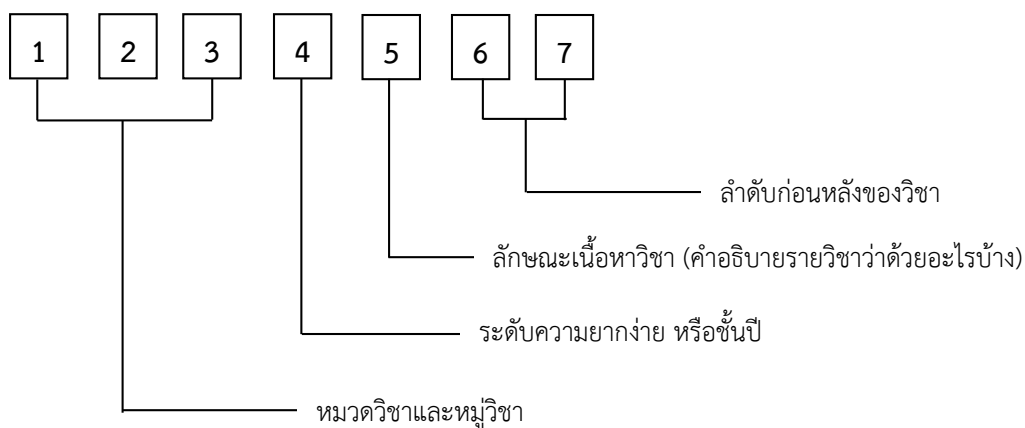 1 2 3 4 5 6 7
ลำดับก่อนหลังของวิชา
ลักษณะเนื้อหาวิชา (คำอธิบายรายวิชาว่าด้วยอะไรบ้าง)
ระดับความยากง่าย หรือชั้นปี
หมวดวิชาและหมู่วิชา